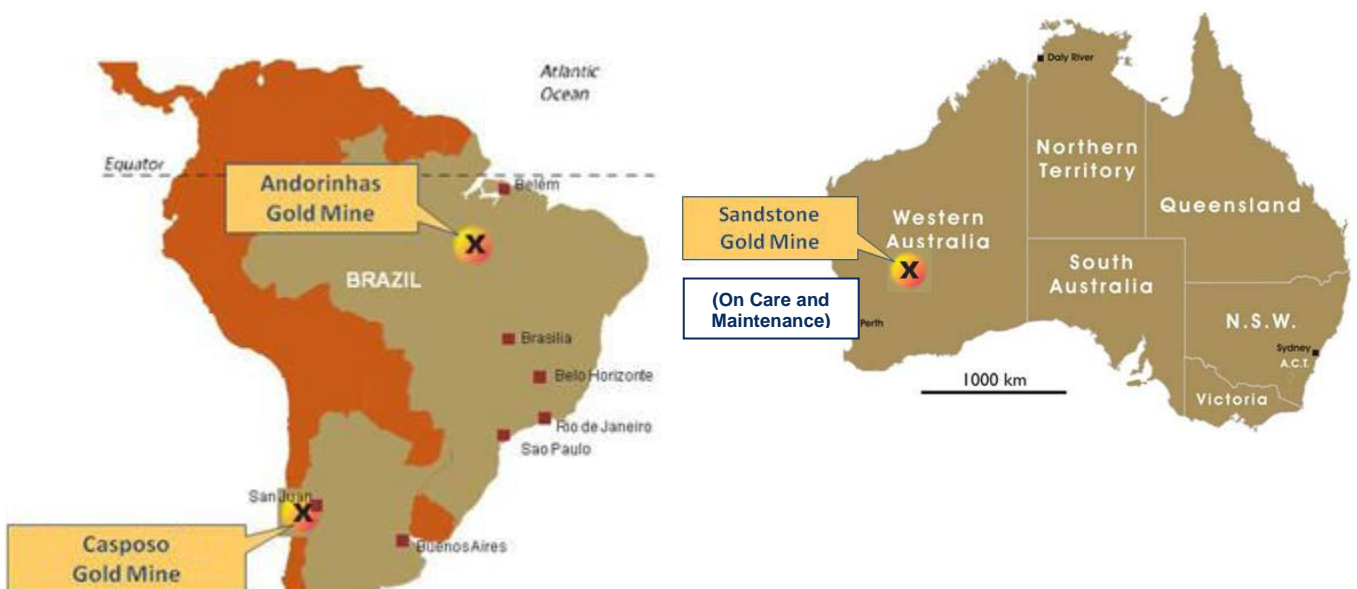 Atlantic
Ocean
Equator
Andorinhas
Gold Mine
Belém
BRAZIL
Brasilia
Belo Horizonte
Rio de Janeiro
Sao Paulo
San Juan
Buenos Aires
Casposo
Gold Mine
X
X
Daly River
Northern
Territory
Queensland
Sandstone
Gold Mine
Western
Australia
X
South
Australia
(On Care and
Maintenance)
Perth
N.S.W.
Sydney
A.C.T.
Victoria
1000 km